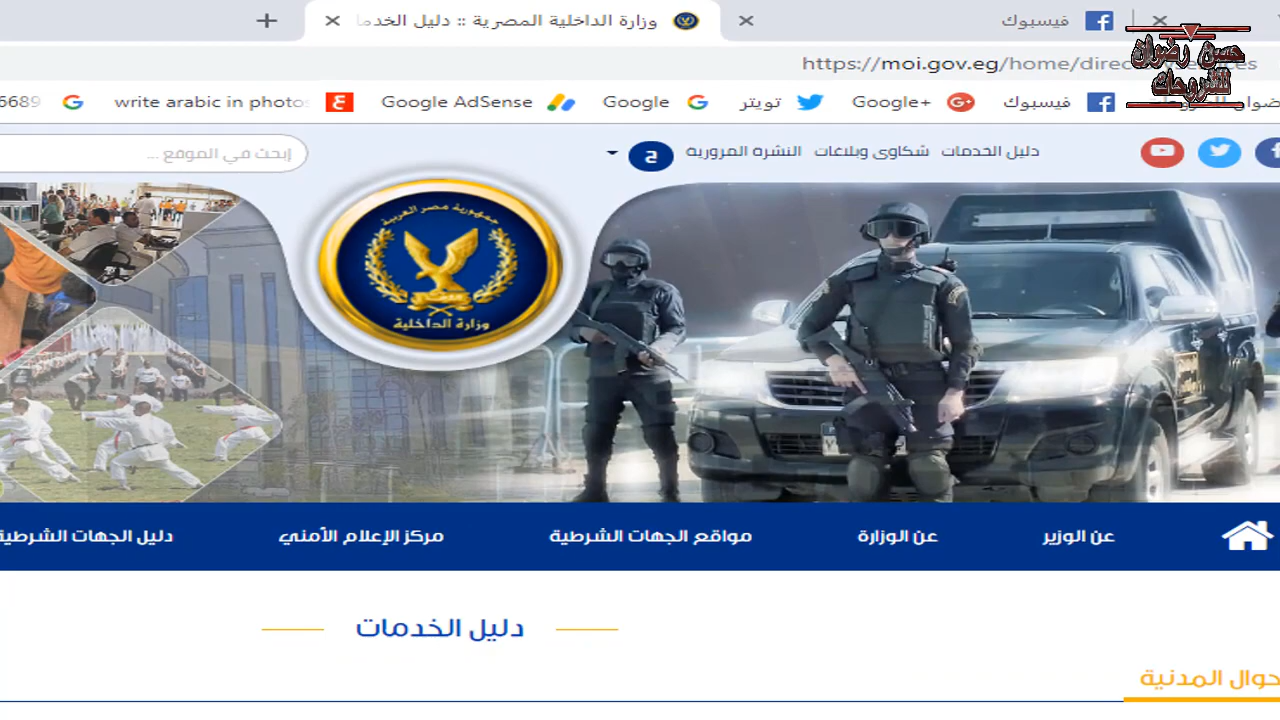 وزارة الداخلية المصرية :: دليل الخدما
فيسبوك
حسن رضوان
للشروحات
https://moi.gov.eg/home/direc
فيسبوك
Google+
تويتر
Google
Google AdSense
write arabic in photos
6689
دليل الخدمات
شكاوى وبلاغات
النشره المرورية
ع
إبحث في الموقع ...
جمهورية مصر العربية
وزارة الداخلية
عن الوزير
عن الوزارة
مواقع الجهات الشرطية
مركز الإعلام الأمني
دليل الجهات الشرطية
دليل الخدمات
حوال المدنية